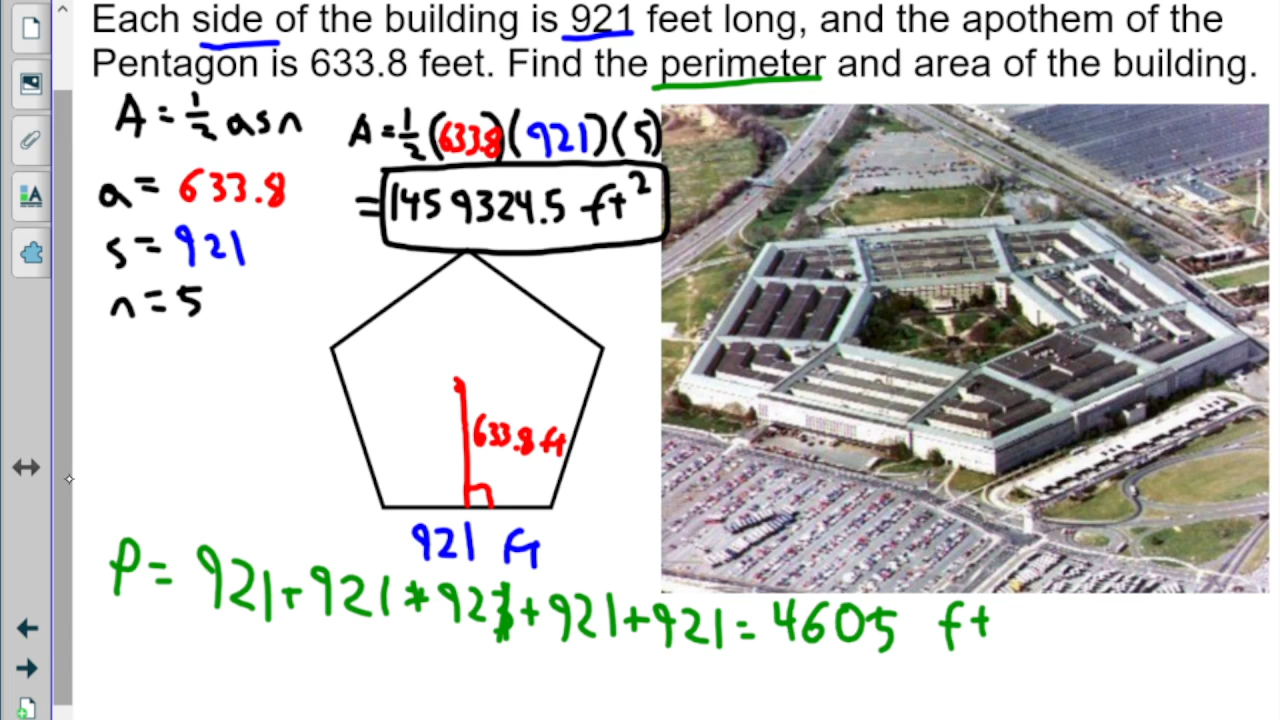 Each side of the building is 921 feet long, and the apothem of the
Pentagon is 633.8 feet. Find the perimeter and area of the building.
A = ½ asn
a = 633.8
s = 921
n = 5
A = ½ (633.8)(921)(5)
= 1459324.5 ft²
633.8 ft
921 ft
P = 921 + 921 + 921 + 921 + 921 = 4605 ft